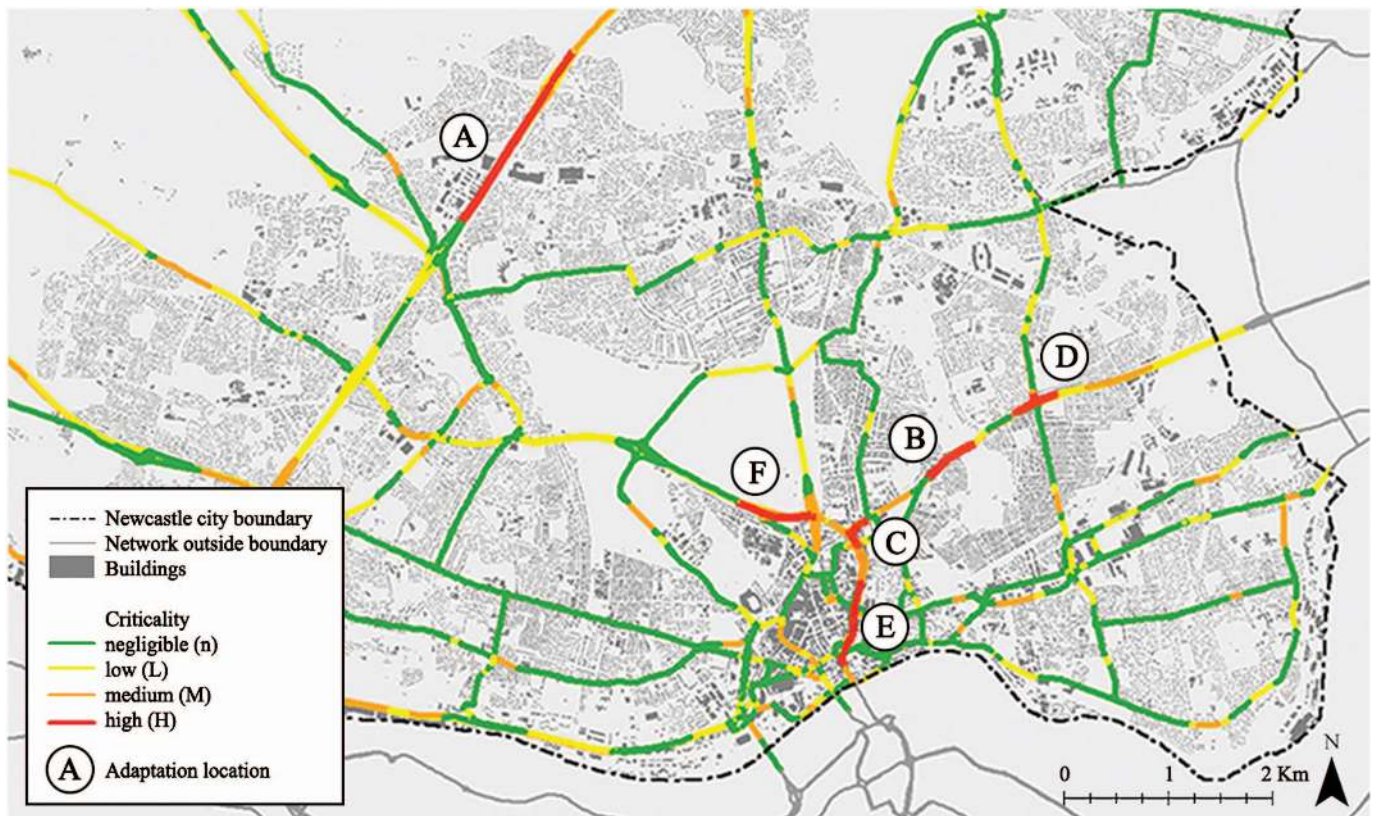 A
D
B
F
C
E
Newcastle city boundary
Network outside boundary
Buildings
Criticality
negligible (n)
low (L)
medium (M)
high (H)
A Adaptation location
N
0 1 2 Km